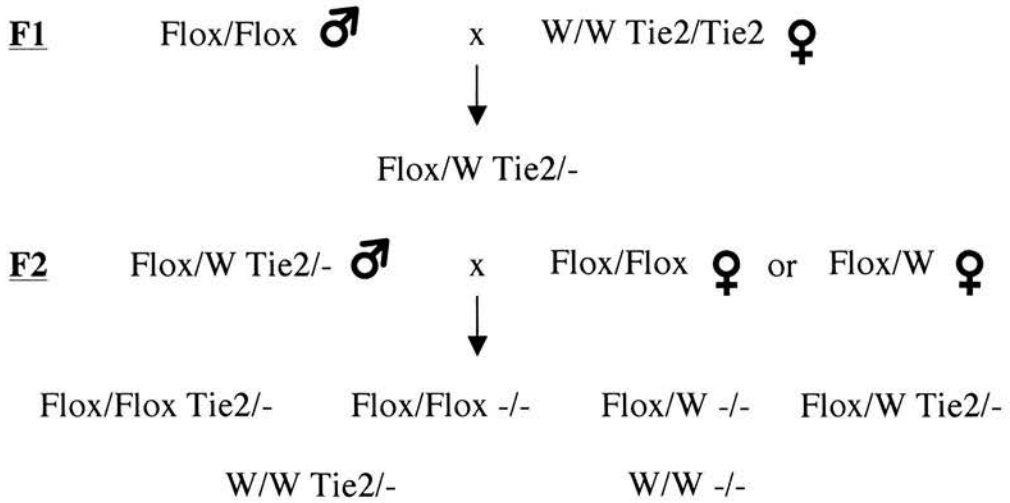 F1 Flox/Flox ♂ x W/W Tie2/Tie2 ♀
Flox/W Tie2/-
F2 Flox/W Tie2/- ♂ x Flox/Flox ♀ or Flox/W ♀
Flox/Flox Tie2/- Flox/Flox -/- Flox/W -/- Flox/W Tie2/-
W/W Tie2/- W/W -/-